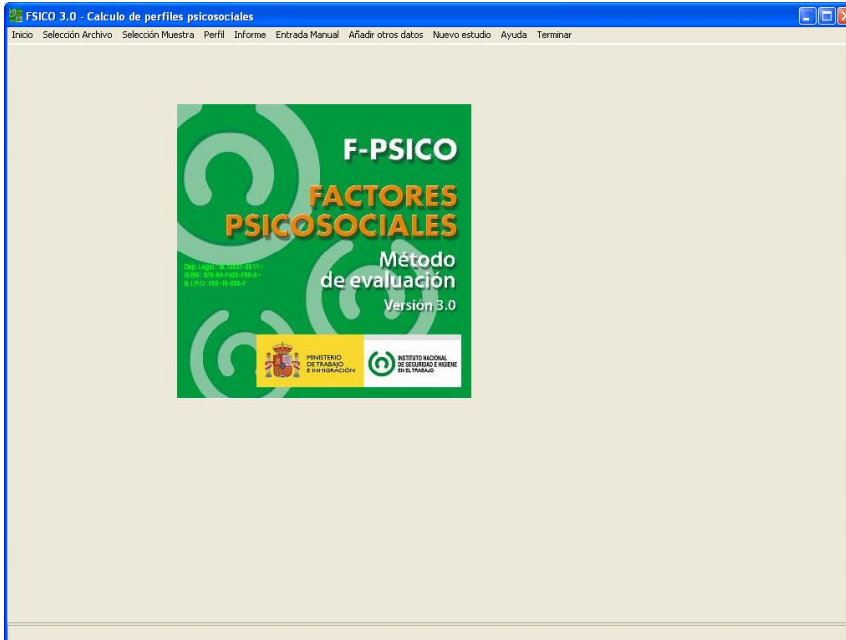 FSICO 3.0 - Calculo de perfiles psicosociales
Inicio Selección Archivo Selección Muestra Perfil Informe Entrada Manual Añadir otros datos Nuevo estudio Ayuda Terminar
F-PSICO
FACTORES
PSICOSOCIALES
Método
de evaluación
Versión 3.0
Dep. Legal:
I.S.B.N.:
N.I.P.O.:
MINISTERIO
DE TRABAJO
E INMIGRACIÓN
INSTITUTO NACIONAL
DE SEGURIDAD E HIGIENE
EN EL TRABAJO